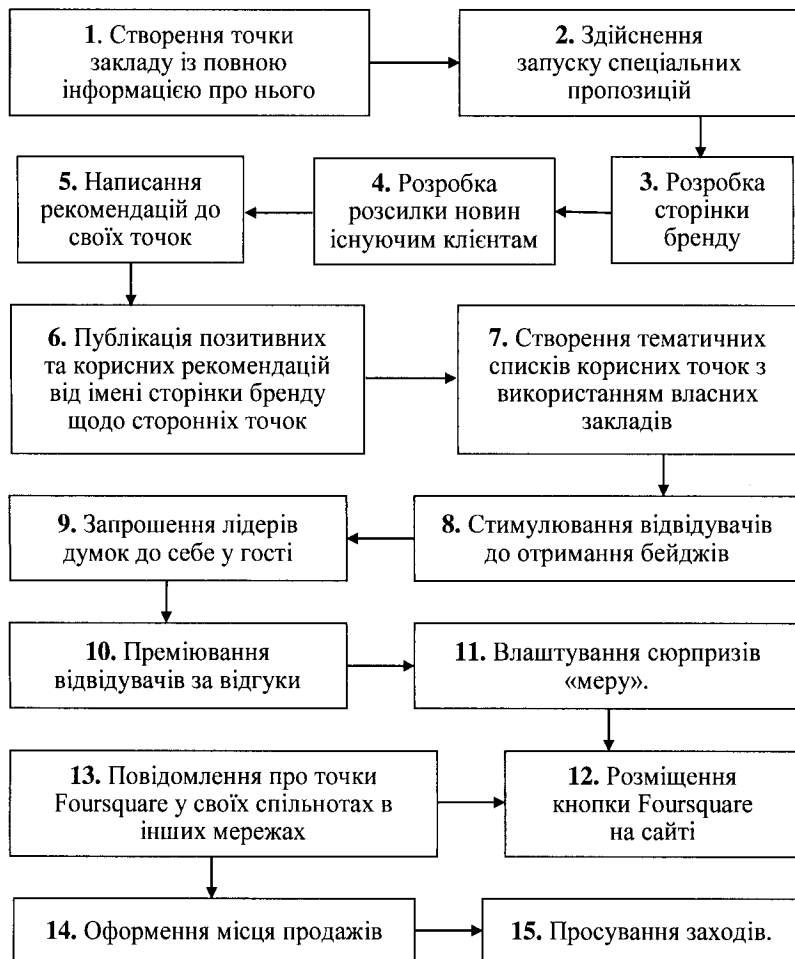 1. Створення точки
закладу із повною
інформацією про нього
2. Здійснення
запуску спеціальних
пропозицій
3. Розробка
сторінки
бренду
4. Розробка
розсилки новин
існуючим клієнтам
5. Написання
рекомендацій до
своїх точок
6. Публікація позитивних
та корисних рекомендацій
від імені сторінки бренду
щодо сторонніх точок
7. Створення тематичних
списків корисних точок з
використанням власних
закладів
8. Стимулювання відвідувачів
до отримання бейджів
9. Запрошення лідерів
думок до себе у гості
10. Преміювання
відвідувачів за відгуки
11. Влаштування сюрпризів
«меру».
12. Розміщення
кнопки Foursquare
на сайті
13. Повідомлення про точки
Foursquare у своїх спільнотах в
інших мережах
14. Оформення місця продажів
15. Просування заходів.